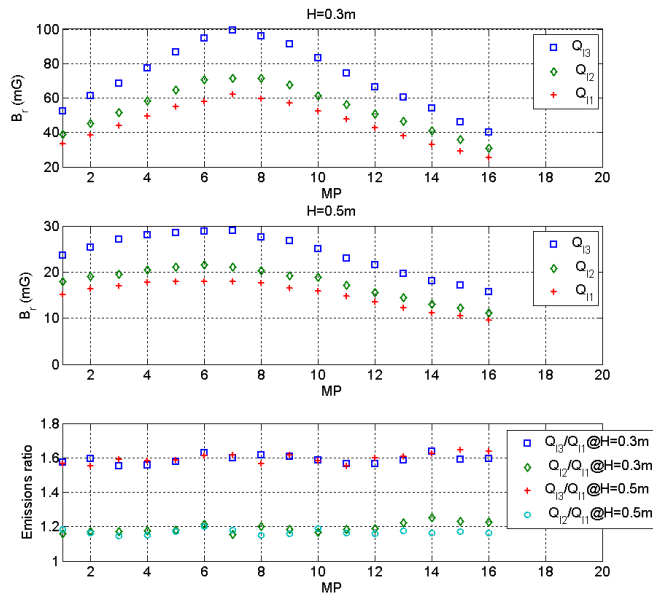 H=0.3m
100
80
60
40
20
B_r (mG)
2 4 6 8 10 12 14 16 18 20
MP
Q_I3
Q_I2
Q_I1
H=0.5m
30
20
10
0
B_r (mG)
2 4 6 8 10 12 14 16 18 20
MP
Q_I3
Q_I2
Q_I1
1.8
1.6
1.4
1.2
1
Emissions ratio
2 4 6 8 10 12 14 16 18 20
MP
Q_I3/Q_I1@H=0.3m
Q_I2/Q_I1@H=0.3m
Q_I3/Q_I1@H=0.5m
Q_I2/Q_I1@H=0.5m